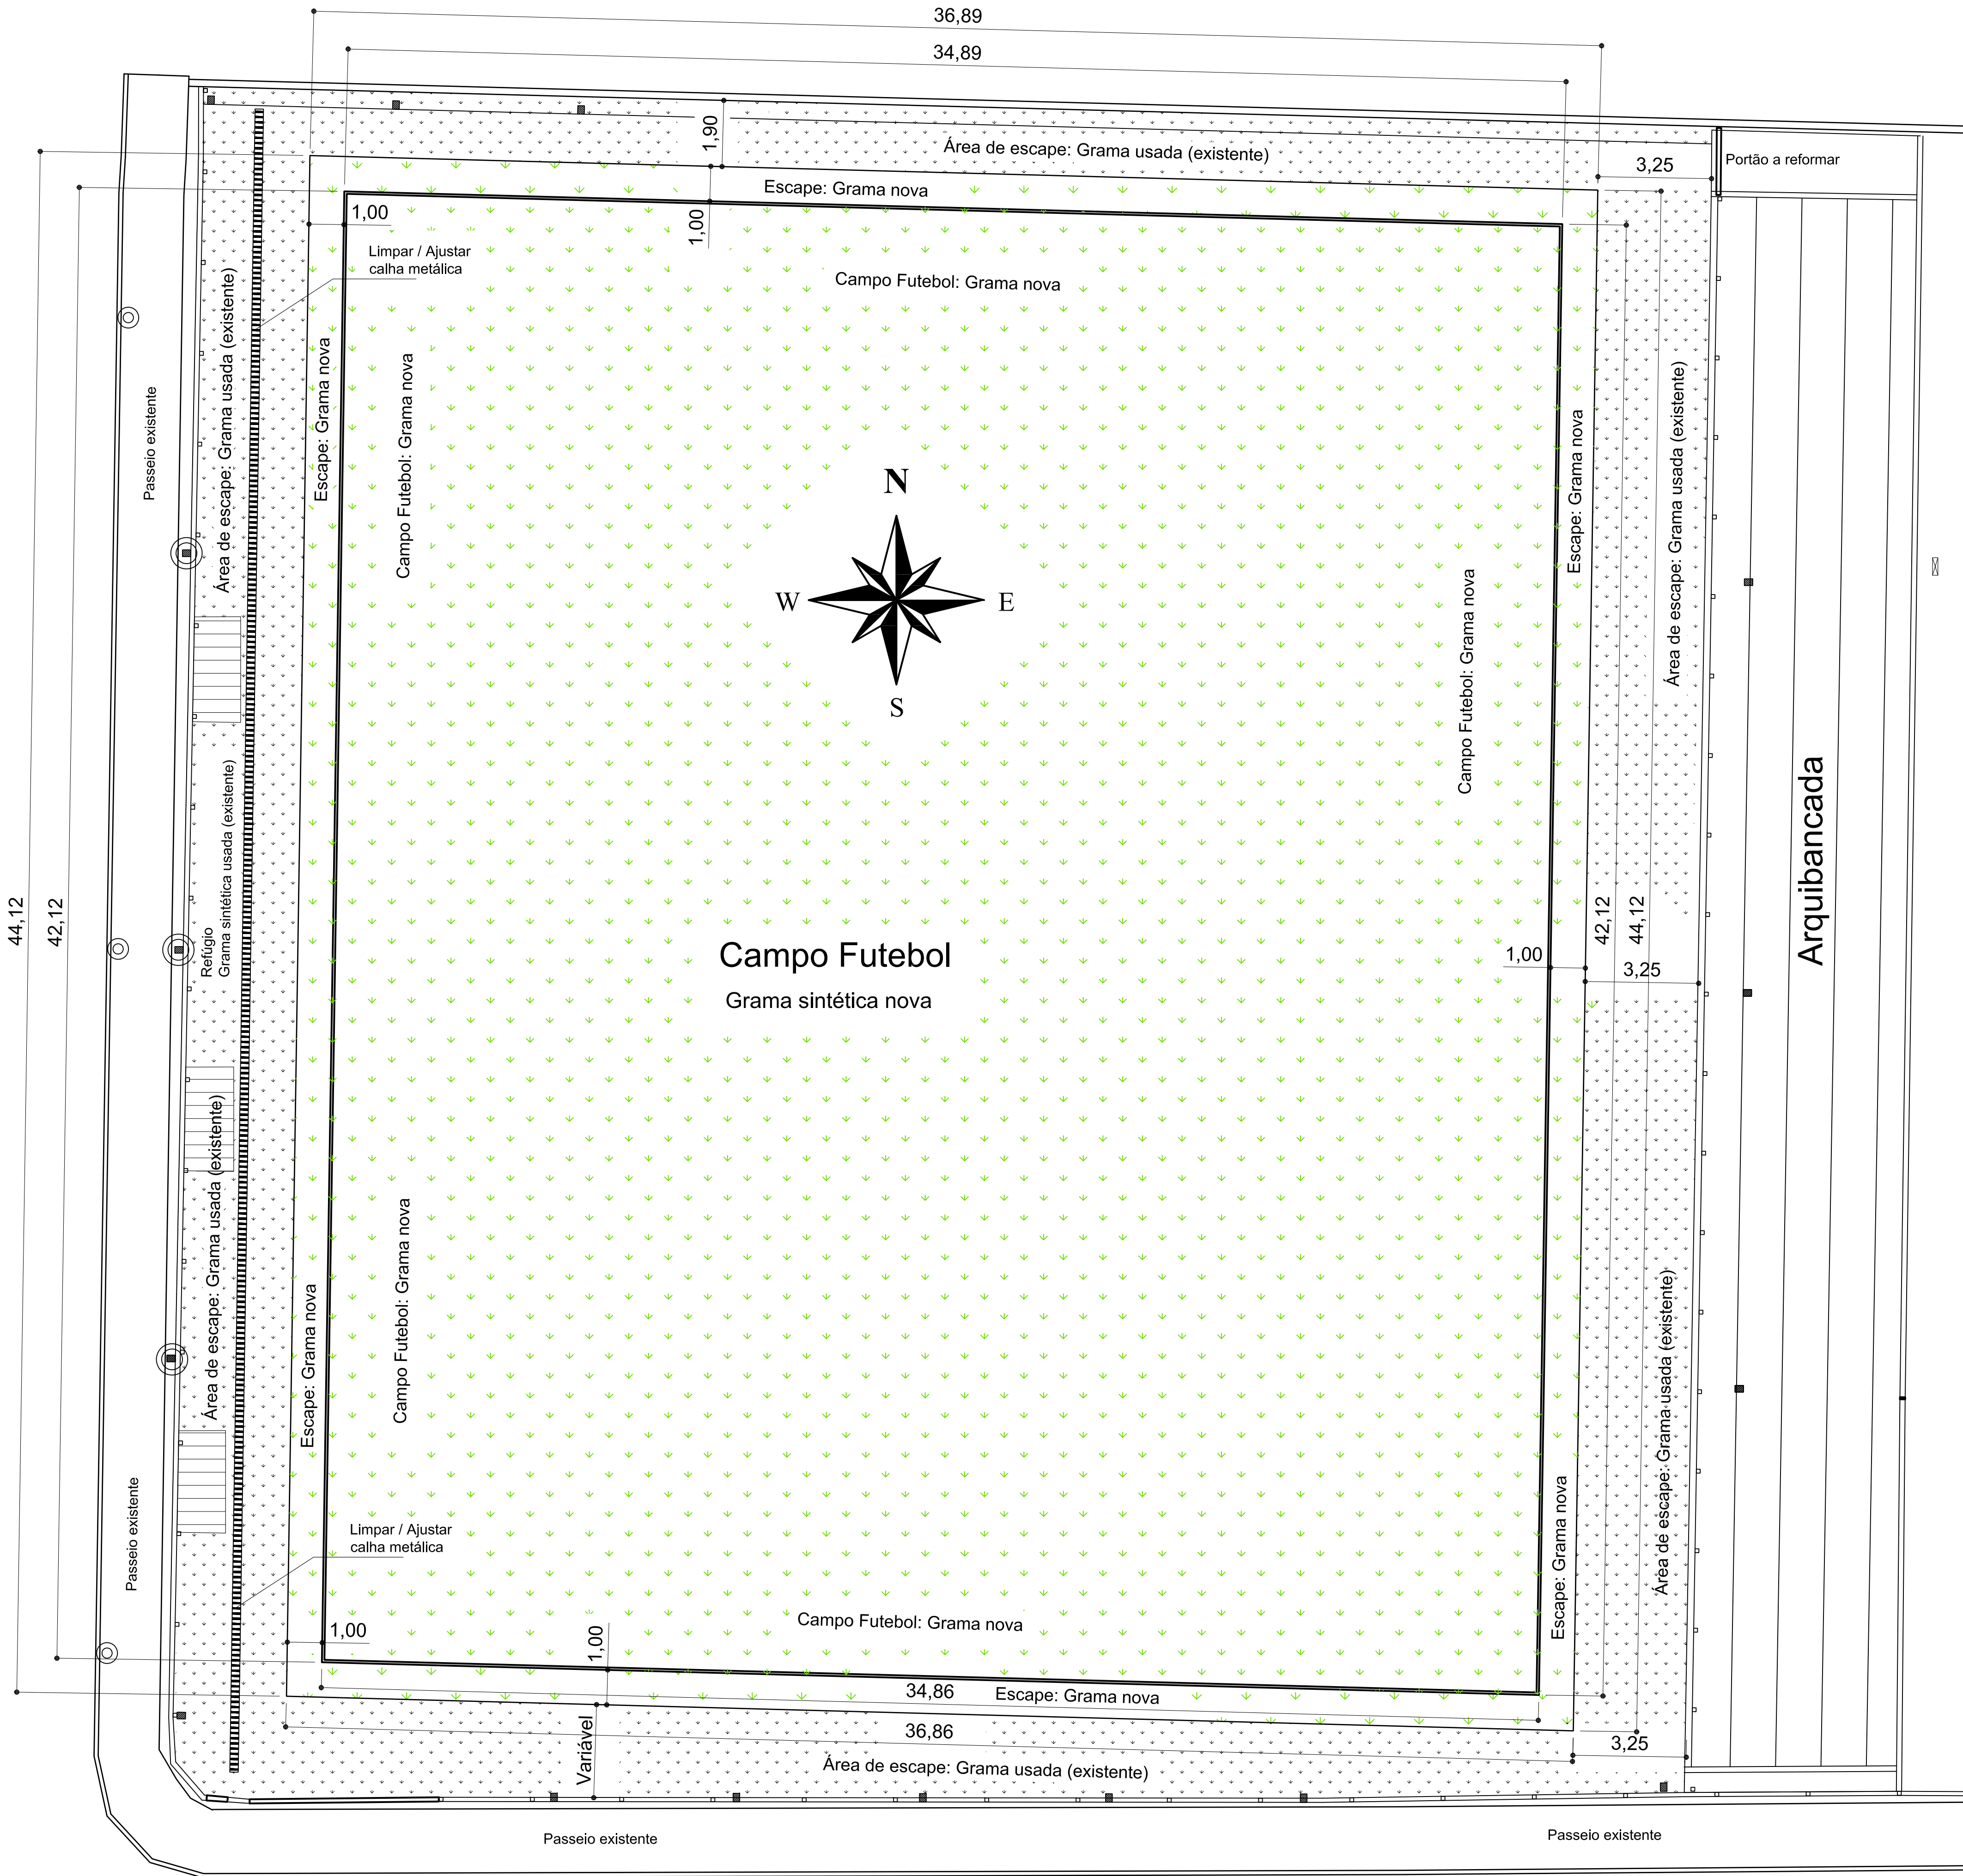 36,89
34,89
1,90
Área de escape: Grama usada (existente)
3,25
Portão a reformar
Escape: Grama nova
1,00
1,00
Limpar / Ajustar
calha metálica
Campo Futebol: Grama nova
Área de escape: Grama usada (existente)
Escape: Grama nova
Campo Futebol: Grama nova
Passeio existente
Escape: Grama nova
Área de escape: Grama usada (existente)
N
W
E
S
Campo Futebol: Grama nova
Refúgio
Grama sintética usada (existente)
Arquibancada
44,12
42,12
Campo Futebol
Grama sintética nova
1,00
42,12
44,12
3,25
Área de escape: Grama usada (existente)
Campo Futebol: Grama nova
Escape: Grama nova
Área de escape: Grama usada (existente)
Escape: Grama nova
Passeio existente
Limpar / Ajustar
calha metálica
1,00
1,00
Campo Futebol: Grama nova
34,86
Escape: Grama nova
36,86
Variável
3,25
Área de escape: Grama usada (existente)
Passeio existente
Passeio existente